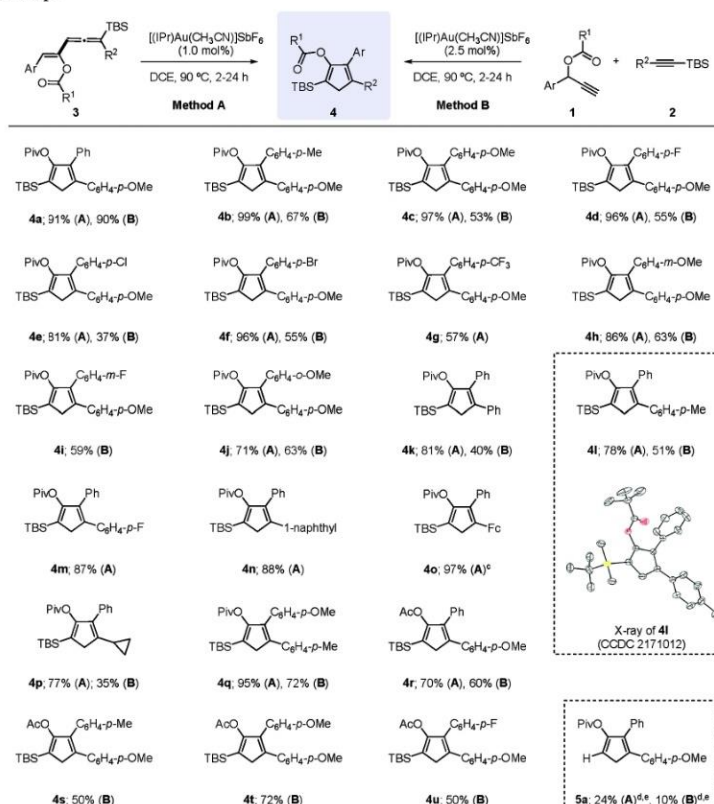 TBS
R²
Ar
O
O
R¹
3
[(IPr)Au(CH₃CN)]SbF₆
(1.0 mol%)
DCE, 90 ºC, 2-24 h
Method A
R¹
O
O
Ar
TBS
R²
4
[(IPr)Au(CH₃CN)]SbF₆
(2.5 mol%)
DCE, 90 ºC, 2-24 h
Method B
R¹
O
O
Ar
1
+
R²
TBS
2
PivO Ph
TBS C₆H₄-p-OMe
4a; 91% (A), 90% (B)
PivO C₆H₄-p-Me
TBS C₆H₄-p-OMe
4b; 99% (A), 67% (B)
PivO C₆H₄-p-OMe
TBS C₆H₄-p-OMe
4c; 97% (A), 53% (B)
PivO C₆H₄-p-F
TBS C₆H₄-p-OMe
4d; 96% (A), 55% (B)
PivO C₆H₄-p-Cl
TBS C₆H₄-p-OMe
4e; 81% (A), 37% (B)
PivO C₆H₄-p-Br
TBS C₆H₄-p-OMe
4f; 96% (A), 55% (B)
PivO C₆H₄-p-CF₃
TBS C₆H₄-p-OMe
4g; 57% (A)
PivO C₆H₄-m-OMe
TBS C₆H₄-p-OMe
4h; 86% (A), 63% (B)
PivO C₆H₄-m-F
TBS C₆H₄-p-OMe
4i; 59% (B)
PivO C₆H₄-o-OMe
TBS C₆H₄-p-OMe
4j; 71% (A), 63% (B)
PivO Ph
TBS Ph
4k; 81% (A), 40% (B)
PivO Ph
TBS C₆H₄-p-Me
4l; 78% (A), 51% (B)
PivO Ph
TBS C₆H₄-p-F
4m; 87% (A)
PivO Ph
TBS 1-naphthyl
4n; 88% (A)
PivO Ph
TBS Fc
4o; 97% (A)ᶜ
X-ray of 4l
(CCDC 2171012)
PivO Ph
TBS
4p; 77% (A); 35% (B)
PivO C₆H₄-p-OMe
TBS C₆H₄-p-Me
4q; 95% (A), 72% (B)
AcO Ph
TBS C₆H₄-p-OMe
4r; 70% (A), 60% (B)
AcO C₆H₄-p-Me
TBS C₆H₄-p-OMe
4s; 50% (B)
AcO C₆H₄-p-OMe
TBS C₆H₄-p-OMe
4t; 72% (B)
AcO C₆H₄-p-F
TBS C₆H₄-p-OMe
4u; 50% (B)
PivO Ph
H C₆H₄-p-OMe
5a: 24% (A)ᵈ,ᵉ, 10% (B)ᵈ,ᵉ